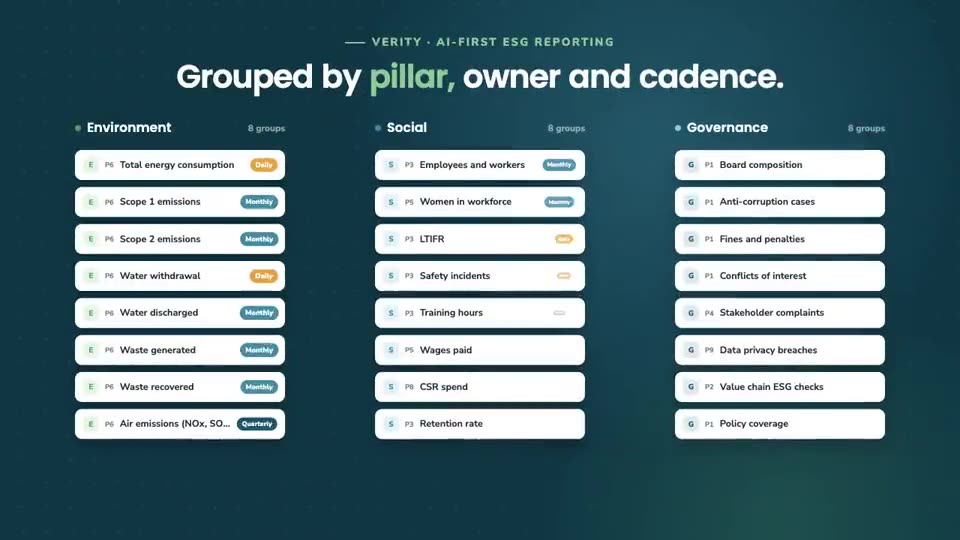 VERITY · AI-FIRST ESG REPORTING
Grouped by pillar, owner and cadence.
Environment 8 groups
E P6 Total energy consumption Daily
E P6 Scope 1 emissions Monthly
E P6 Scope 2 emissions Monthly
E P6 Water withdrawal Daily
E P6 Water discharged Monthly
E P6 Waste generated Monthly
E P6 Waste recovered Monthly
E P6 Air emissions (NOx, SO... Quarterly
Social 8 groups
S P3 Employees and workers Monthly
S P5 Women in workforce Monthly
S P3 LTIFR
S P3 Safety incidents
S P3 Training hours
S P5 Wages paid
S P8 CSR spend
S P3 Retention rate
Governance 8 groups
G P1 Board composition
G P1 Anti-corruption cases
G P1 Fines and penalties
G P1 Conflicts of interest
G P4 Stakeholder complaints
G P9 Data privacy breaches
G P2 Value chain ESG checks
G P1 Policy coverage